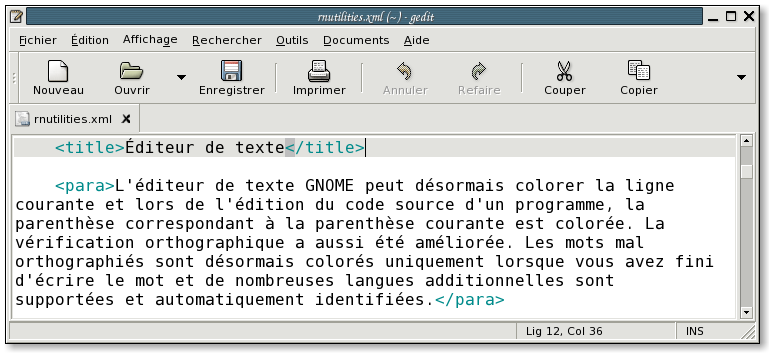 rnutilities.xml (~) - gedit
Fichier Édition Affichage Rechercher Outils Documents Aide
Nouveau Ouvrir Enregistrer Imprimer Annuler Refaire Couper Copier
rnutilities.xml
<title>Éditeur de texte</title>
<para>L'éditeur de texte GNOME peut désormais colorer la ligne
courante et lors de l'édition du code source d'un programme, la
parenthèse correspondant à la parenthèse courante est colorée. La
vérification orthographique a aussi été améliorée. Les mots mal
orthographiés sont désormais colorés uniquement lorsque vous avez fini
d'écrire le mot et de nombreuses langues additionnelles sont
supportées et automatiquement identifiées.</para>
Lig 12, Col 36 INS